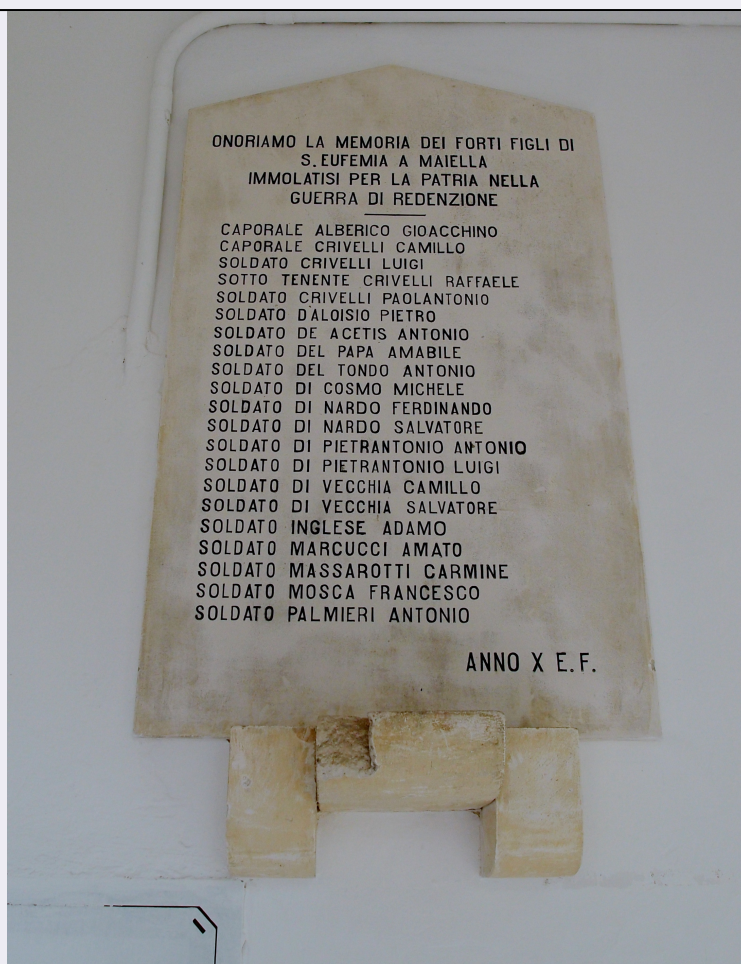 ONORIAMO LA MEMORIA DEI FORTI FIGLI DI
S. EUFEMIA A MAIELLA
IMMOLATISI PER LA PATRIA NELLA
GUERRA DI REDENZIONE
CAPORALE ALBERICO GIOACCHINO
CAPORALE CRIVELLI CAMILLO
SOLDATO CRIVELLI LUIGI
SOTTO TENENTE CRIVELLI RAFFAELE
SOLDATO CRIVELLI PAOLANTONIO
SOLDATO D'ALOISIO PIETRO
SOLDATO DE ACETIS ANTONIO
SOLDATO DEL PAPA AMABILE
SOLDATO DEL TONDO ANTONIO
SOLDATO DI COSMO MICHELE
SOLDATO DI NARDO FERDINANDO
SOLDATO DI NARDO SALVATORE
SOLDATO DI PIETRANTONIO ANTONIO
SOLDATO DI PIETRANTONIO LUIGI
SOLDATO DI VECCHIA CAMILLO
SOLDATO DI VECCHIA SALVATORE
SOLDATO INGLESE ADAMO
SOLDATO MARCUCCI AMATO
SOLDATO MASSAROTTI CARMINE
SOLDATO MOSCA FRANCESCO
SOLDATO PALMIERI ANTONIO
ANNO X E. F.